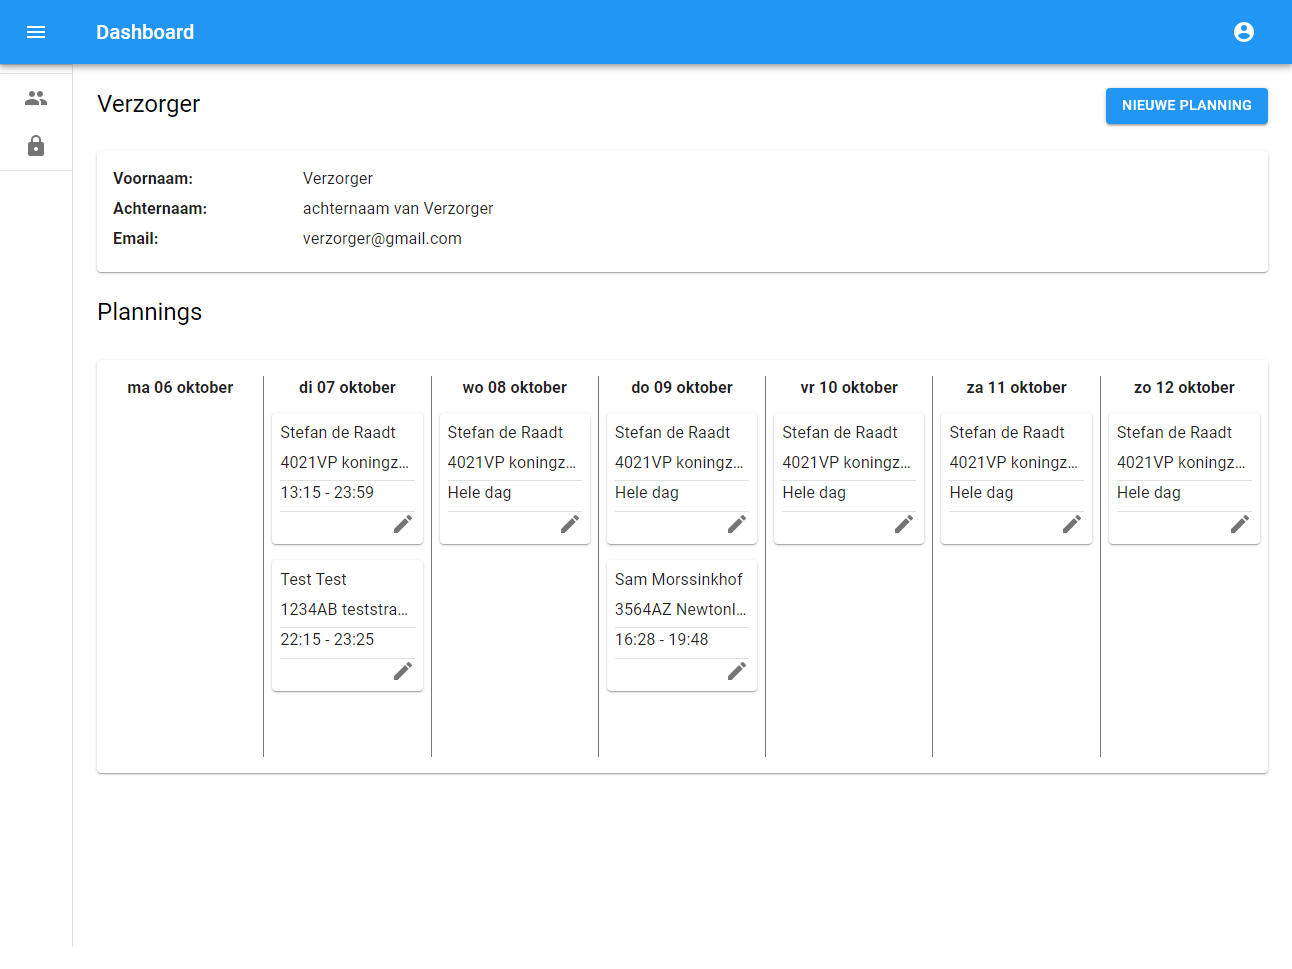 Dashboard
Verzorger
NIEUWE PLANNING
Voornaam: Verzorger
Achternaam: achternaam van Verzorger
Email: verzorger@gmail.com
Plannings
ma 06 oktober
di 07 oktober
Stefan de Raadt
4021VP koningz...
13:15 - 23:59
Test Test
1234AB teststra...
22:15 - 23:25
wo 08 oktober
Stefan de Raadt
4021VP koningz...
Hele dag
do 09 oktober
Stefan de Raadt
4021VP koningz...
Hele dag
Sam Morssinkhof
3564AZ Newtonl...
16:28 - 19:48
vr 10 oktober
Stefan de Raadt
4021VP koningz...
Hele dag
za 11 oktober
Stefan de Raadt
4021VP koningz...
Hele dag
zo 12 oktober
Stefan de Raadt
4021VP koningz...
Hele dag